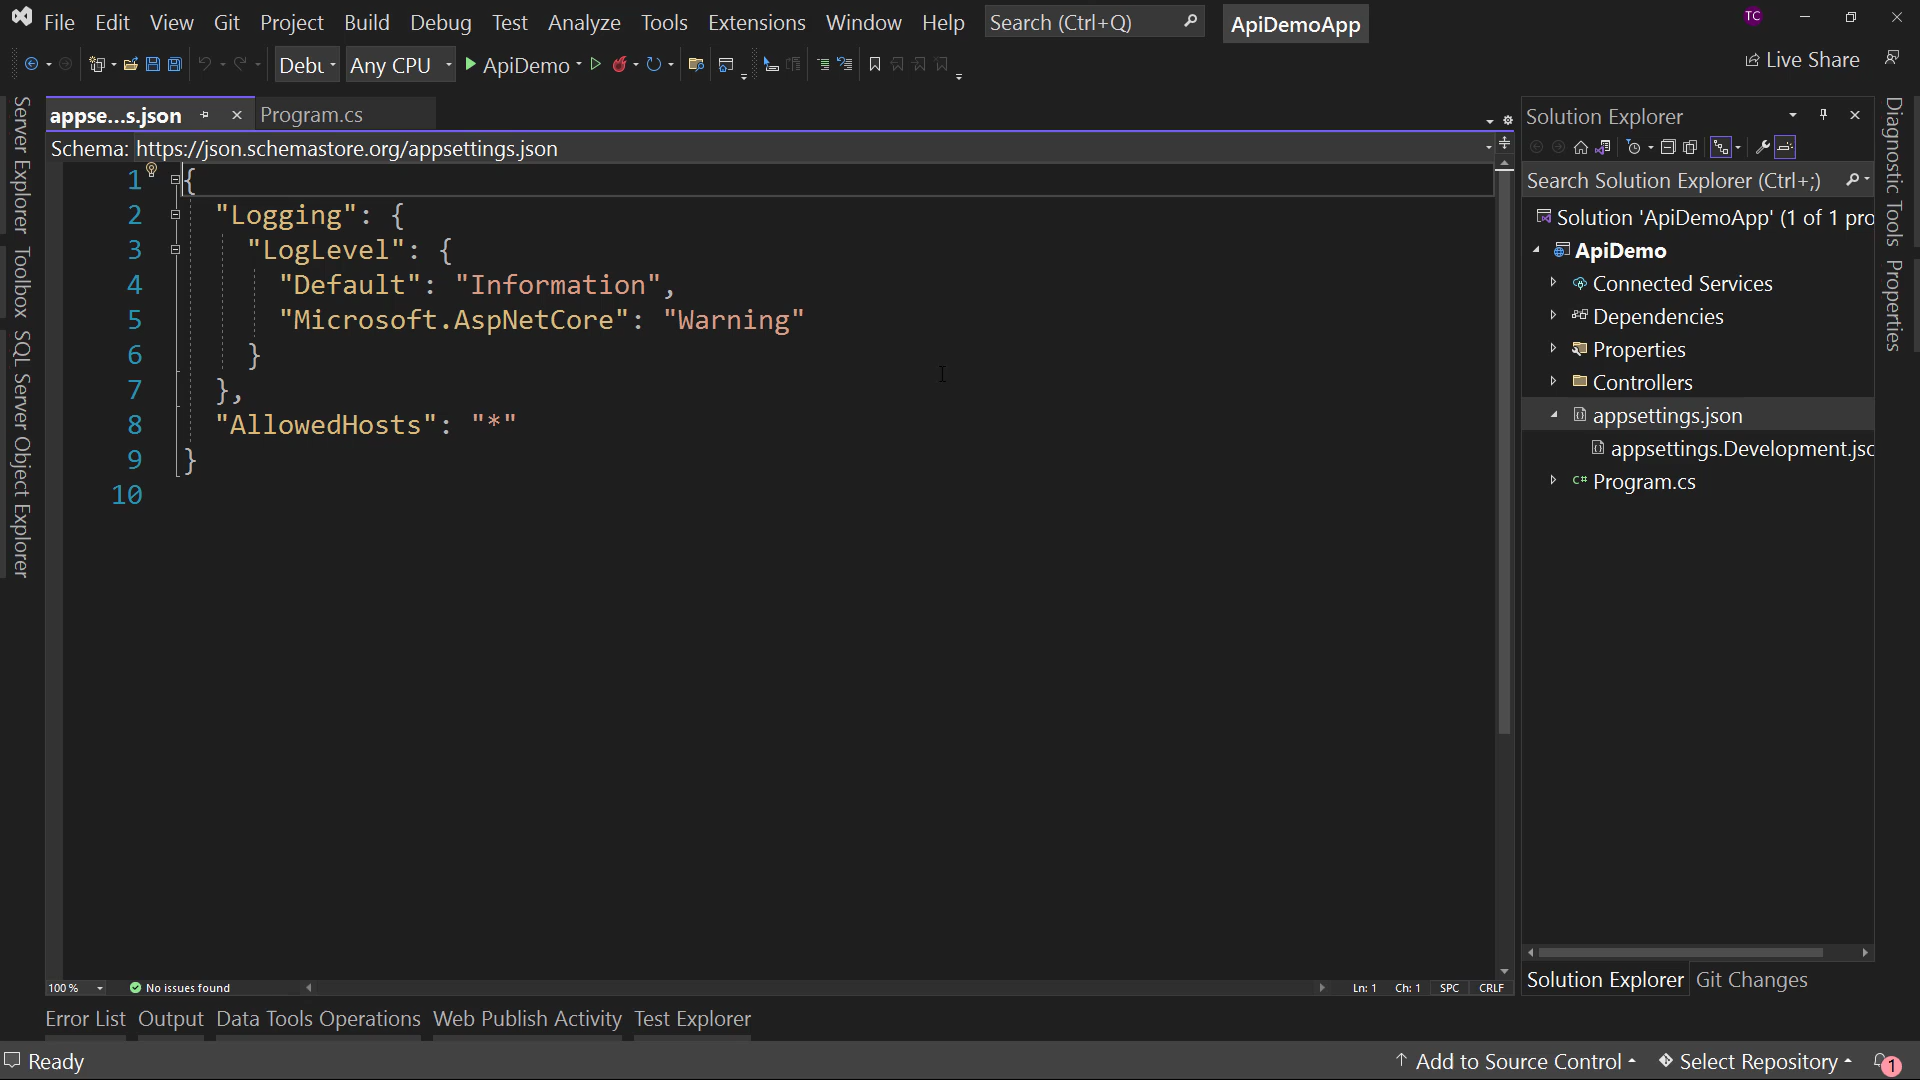 File Edit View Git Project Build Debug Test Analyze Tools Extensions Window Help Search (Ctrl+Q) ApiDemoApp TC
Debu Any CPU ApiDemo Live Share
Server Explorer
Toolbox
SQL Server Object Explorer
appse...s.json Program.cs
Schema: https://json.schemastore.org/appsettings.json
1 {
2 "Logging": {
3 "LogLevel": {
4 "Default": "Information",
5 "Microsoft.AspNetCore": "Warning"
6 }
7 },
8 "AllowedHosts": "*"
9 }
10
100 % No issues found Ln: 1 Ch: 1 SPC CRLF
Solution Explorer
Search Solution Explorer (Ctrl+;)
Solution 'ApiDemoApp' (1 of 1 pro
ApiDemo
Connected Services
Dependencies
Properties
Controllers
appsettings.json
appsettings.Development.jsc
C# Program.cs
Solution Explorer Git Changes
Diagnostic Tools
Properties
Error List Output Data Tools Operations Web Publish Activity Test Explorer
Ready Add to Source Control Select Repository 1